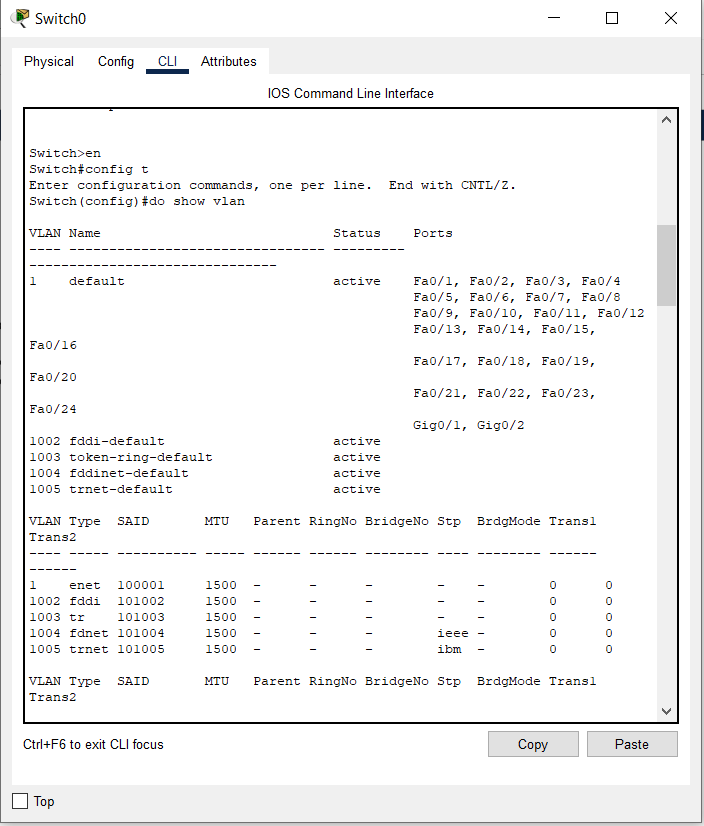 Switch0
Physical Config CLI Attributes
IOS Command Line Interface
Switch>en
Switch#config t
Enter configuration commands, one per line.  End with CNTL/Z.
Switch(config)#do show vlan
VLAN Name                             Status    Ports
---- -------------------------------- ---------
-------------------------------
1    default                          active    Fa0/1, Fa0/2, Fa0/3, Fa0/4
                                                Fa0/5, Fa0/6, Fa0/7, Fa0/8
                                                Fa0/9, Fa0/10, Fa0/11, Fa0/12
                                                Fa0/13, Fa0/14, Fa0/15,
Fa0/16
                                                Fa0/17, Fa0/18, Fa0/19,
Fa0/20
                                                Fa0/21, Fa0/22, Fa0/23,
Fa0/24
                                                Gig0/1, Gig0/2
1002 fddi-default                     active
1003 token-ring-default               active
1004 fddinet-default                  active
1005 trnet-default                    active
VLAN Type  SAID       MTU   Parent RingNo BridgeNo Stp  BrdgMode Trans1
Trans2
---- ----- ---------- ----- ------ ------ -------- ---- -------- ------
------
1    enet  100001     1500  -      -      -        -    -        0      0
1002 fddi  101002     1500  -      -      -        -    -        0      0
1003 tr    101003     1500  -      -      -        -    -        0      0
1004 fdnet 101004     1500  -      -      -        ieee -        0      0
1005 trnet 101005     1500  -      -      -        ibm  -        0      0
VLAN Type  SAID       MTU   Parent RingNo BridgeNo Stp  BrdgMode Trans1
Trans2
Ctrl+F6 to exit CLI focus
Copy
Paste
Top